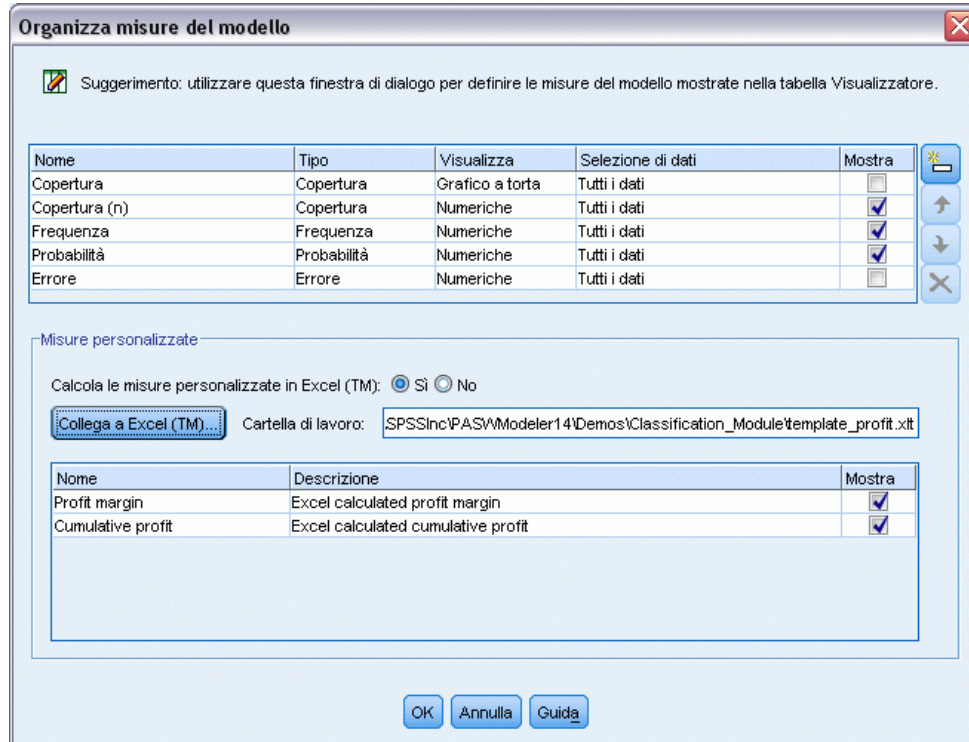 Organizza misure del modello
Suggerimento: utilizzare questa finestra di dialogo per definire le misure del modello mostrate nella tabella Visualizzatore.
Nome Tipo Visualizza Selezione di dati Mostra
Copertura Copertura Grafico a torta Tutti i dati
Copertura (n) Copertura Numeriche Tutti i dati
Frequenza Frequenza Numeriche Tutti i dati
Probabilità Probabilità Numeriche Tutti i dati
Errore Errore Numeriche Tutti i dati
Misure personalizzate
Calcola le misure personalizzate in Excel (TM): Sì No
Collega a Excel (TM)... Cartella di lavoro: .SPSSInc\PASWModeler14\Demos\Classification_Module\template_profit.xlt
Nome Descrizione Mostra
Profit margin Excel calculated profit margin
Cumulative profit Excel calculated cumulative profit
OK Annulla Guida